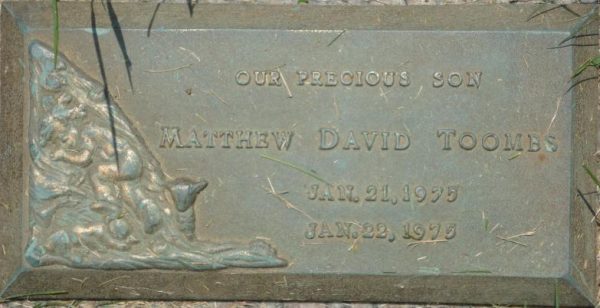 OUR PRECIOUS SON
MATTHEW DAVID TOOMBS
JAN. 21, 1975
JAN. 22, 1975